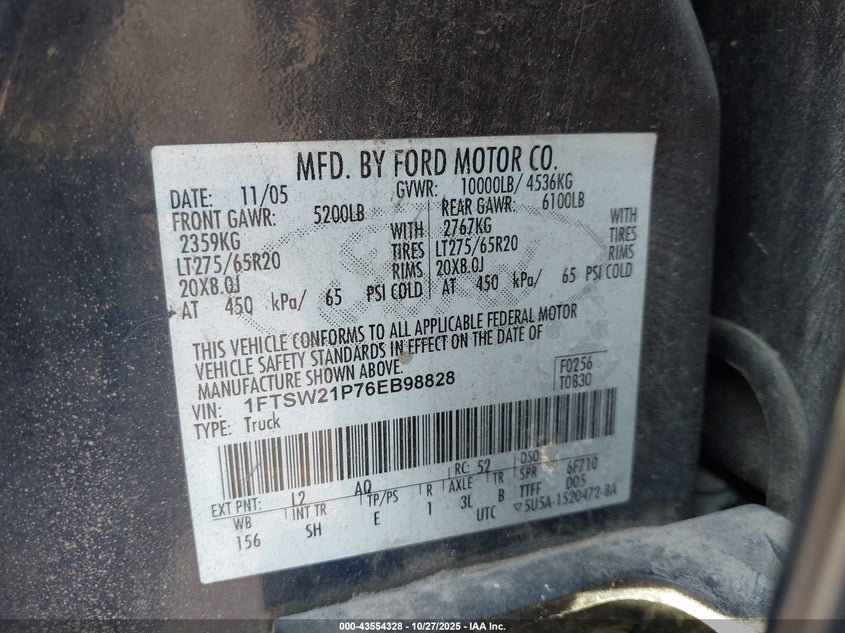 MFD. BY FORD MOTOR CO.
DATE: 11/05 GVWR: 10000LB/ 4536KG
FRONT GAWR: 5200LB REAR GAWR: 6100LB
2359KG WITH 2767KG WITH
LT275/65R20 TIRES LT275/65R20 TIRES
20X8.0J RIMS 20X8.0J RIMS
AT 450 kPa/ 65 PSI COLD AT 450 kPa/ 65 PSI COLD
THIS VEHICLE CONFORMS TO ALL APPLICABLE FEDERAL MOTOR
VEHICLE SAFETY STANDARDS IN EFFECT ON THE DATE OF
MANUFACTURE SHOWN ABOVE.
VIN: 1FTSW21P76EB98828 F0256
TYPE: Truck T0830
EXT PNT: L2 AQ RC: 52 DSO:
WB INT TR TP/PS R AXLE TR SPR 6F710
156 SH E 1 3L B TTFF D05
UTC ▽5U5A-1520472-BA
000-43554328 | 10/27/2025 | IAA Inc.